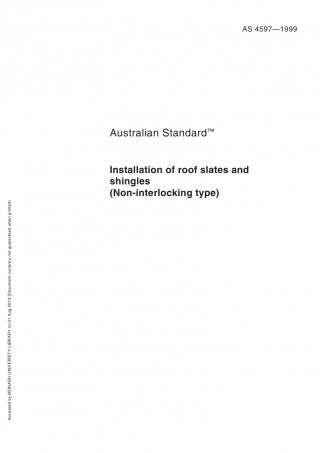 AS 4597—1999
Australian Standard™
Installation of roof slates and
shingles
(Non-interlocking type)
Accessed by MONASH UNIVERSITY LIBRARY on 21 Aug 2013 (Document currency not guaranteed when printed)